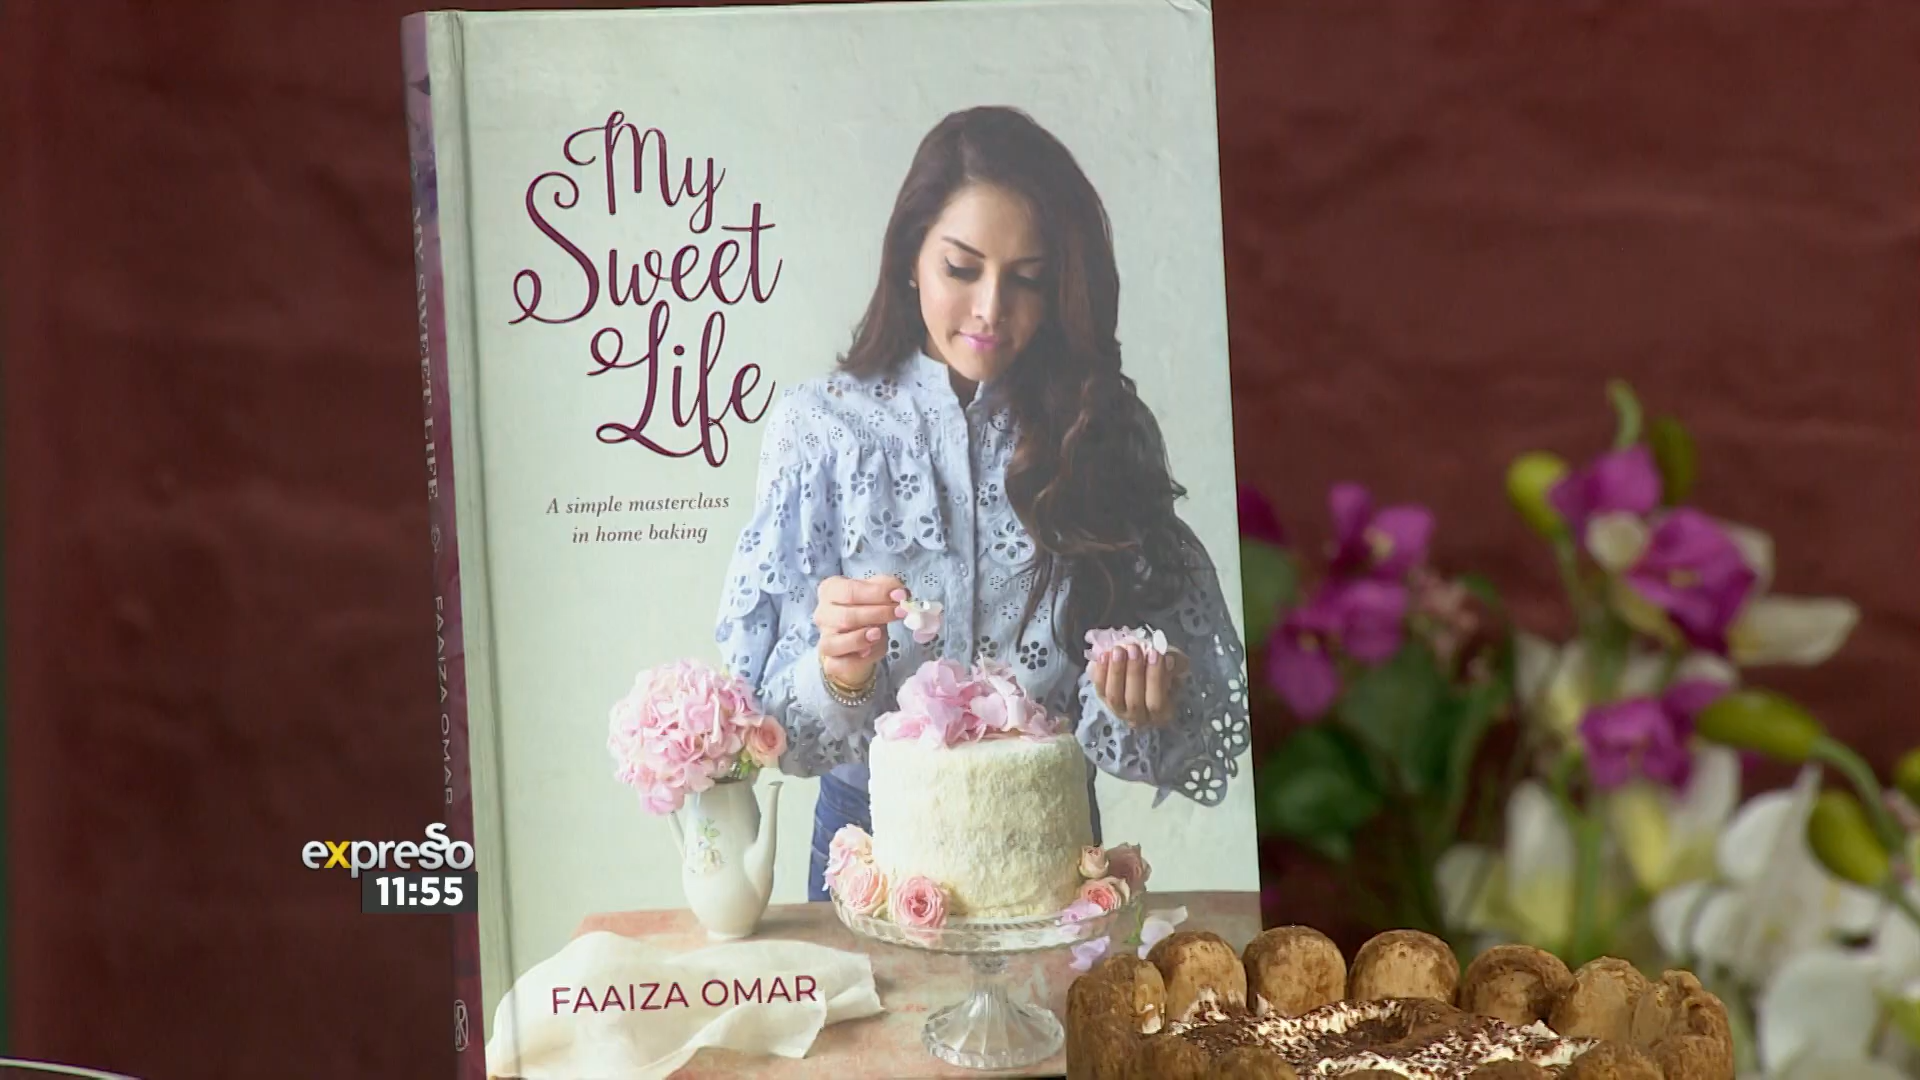 My
Sweet
Life
A simple masterclass
in home baking
FAAIZA OMAR
MY SWEET LIFE
FAAIZA OMAR
expresso
11:55